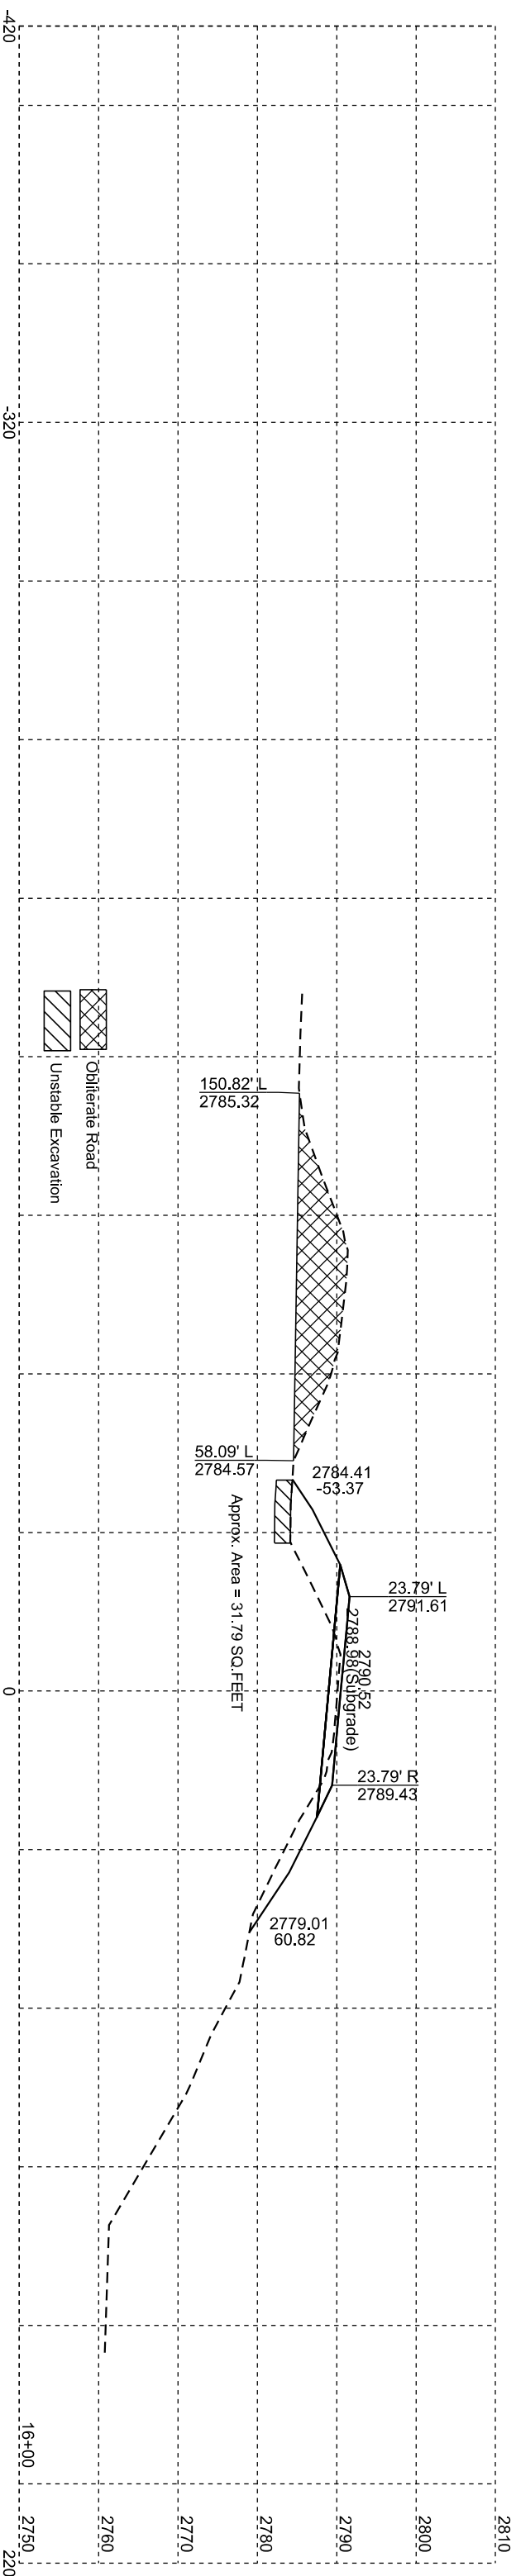 -420
-320
0
220
2810
2800
2790
2780
2770
2760
2750
16+00
150.82' L
2785.32
58.09' L
2784.57
2784.41
-53.37
23.79' L
2791.61
2790.52
2788.98(Subgrade)
23.79' R
2789.43
2779.01
60.82
Approx. Area = 31.79 SQ.FEET
Obliterate Road
Unstable Excavation